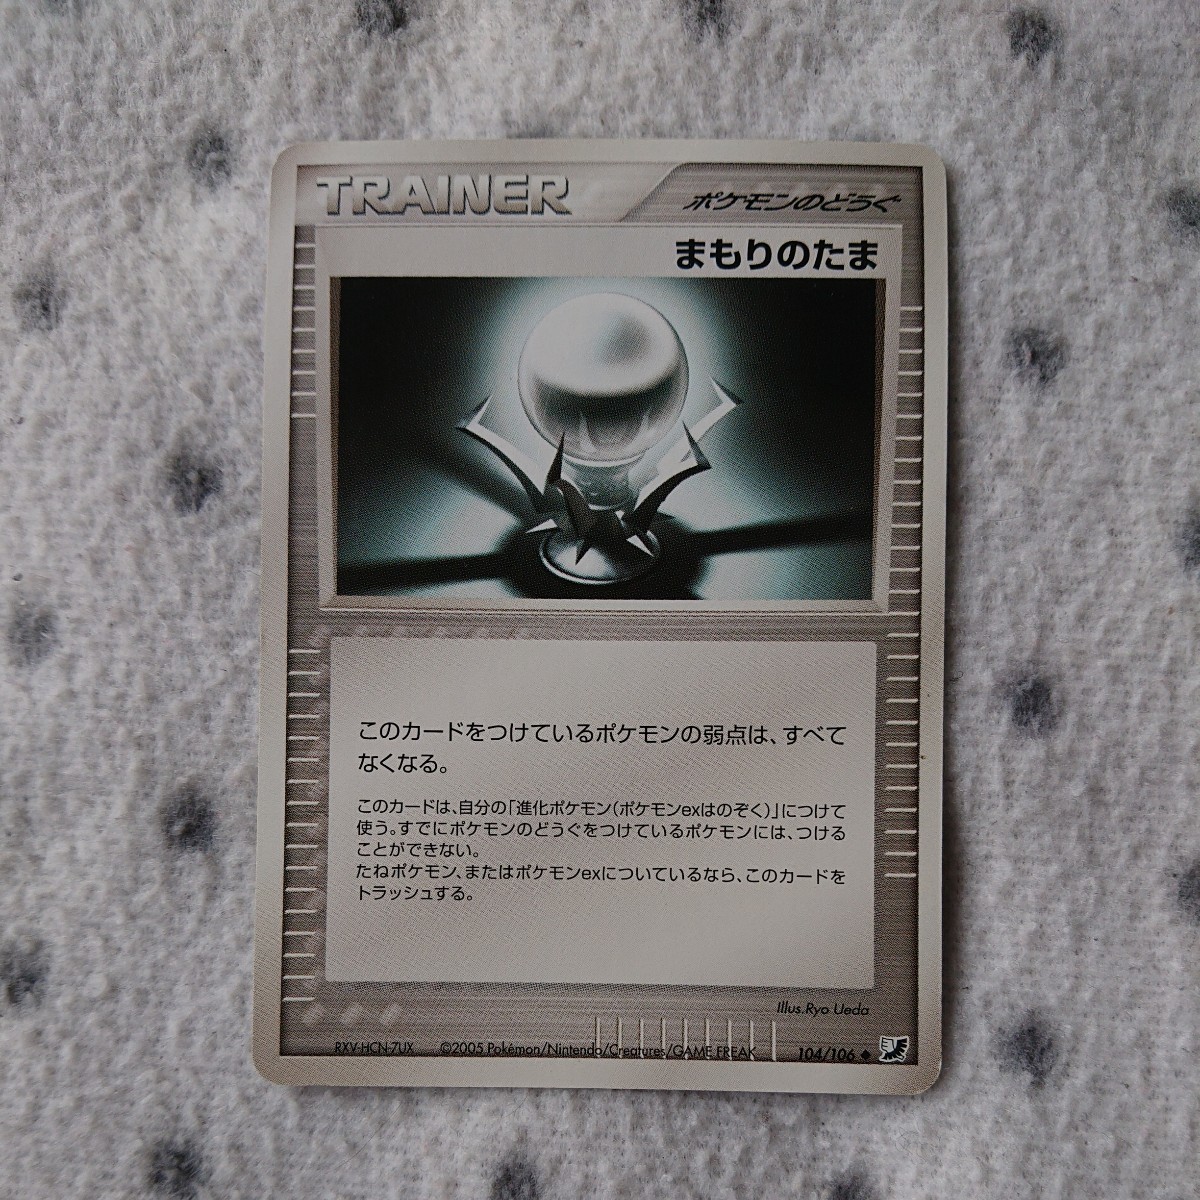 TRAINER
ポケモンのどうぐ
まもりのたま
このカードをつけているポケモンの弱点は、すべて
なくなる。
このカードは、自分の「進化ポケモン(ポケモンexはのぞく)」につけて
使う。すでにポケモンのどうぐをつけているポケモンには、つける
ことができない。
たねポケモン、またはポケモンexについているなら、このカードを
トラッシュする。
Illus.Ryo Ueda
RXV-HCN-7UX ©2005 Pokémon/Nintendo/Creatures/GAME FREAK 104/106 ◆